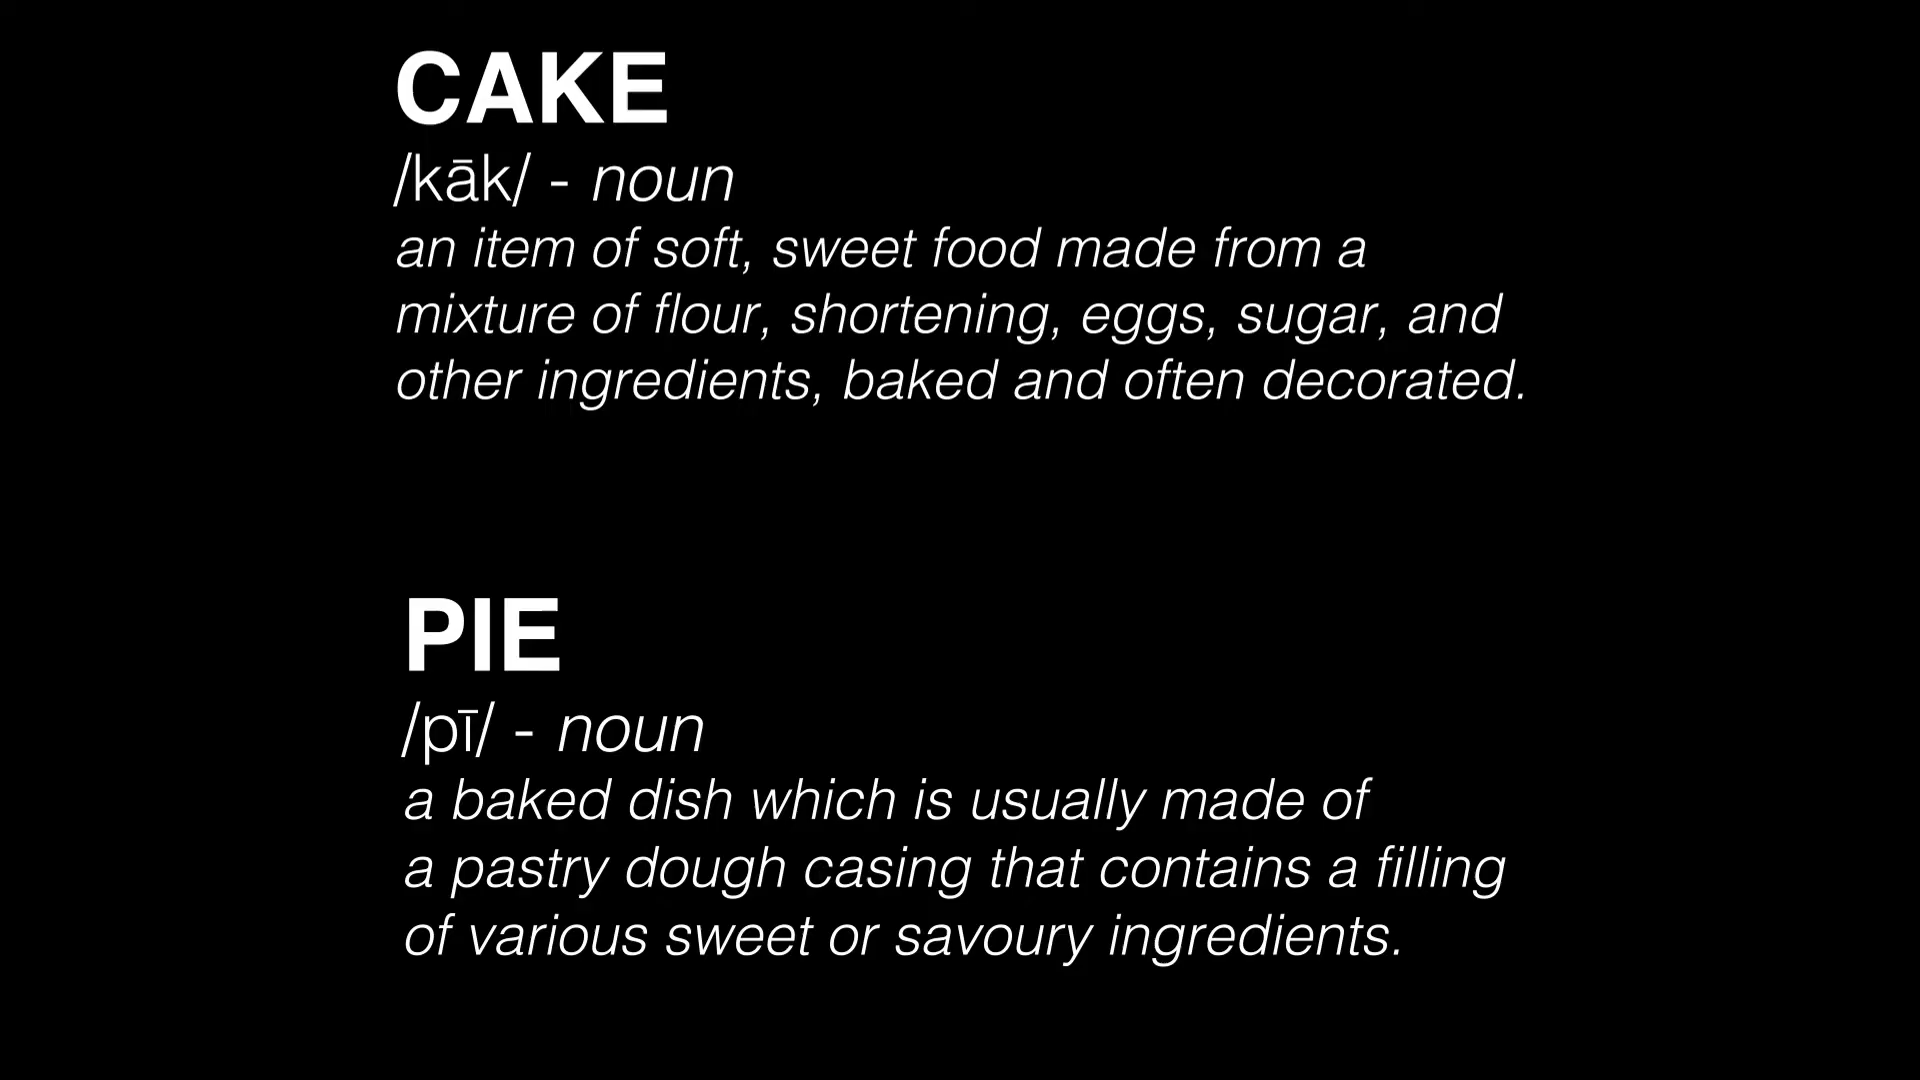 CAKE
/kāk/ - noun
an item of soft, sweet food made from a
mixture of flour, shortening, eggs, sugar, and
other ingredients, baked and often decorated.
PIE
/pī/ - noun
a baked dish which is usually made of
a pastry dough casing that contains a filling
of various sweet or savoury ingredients.